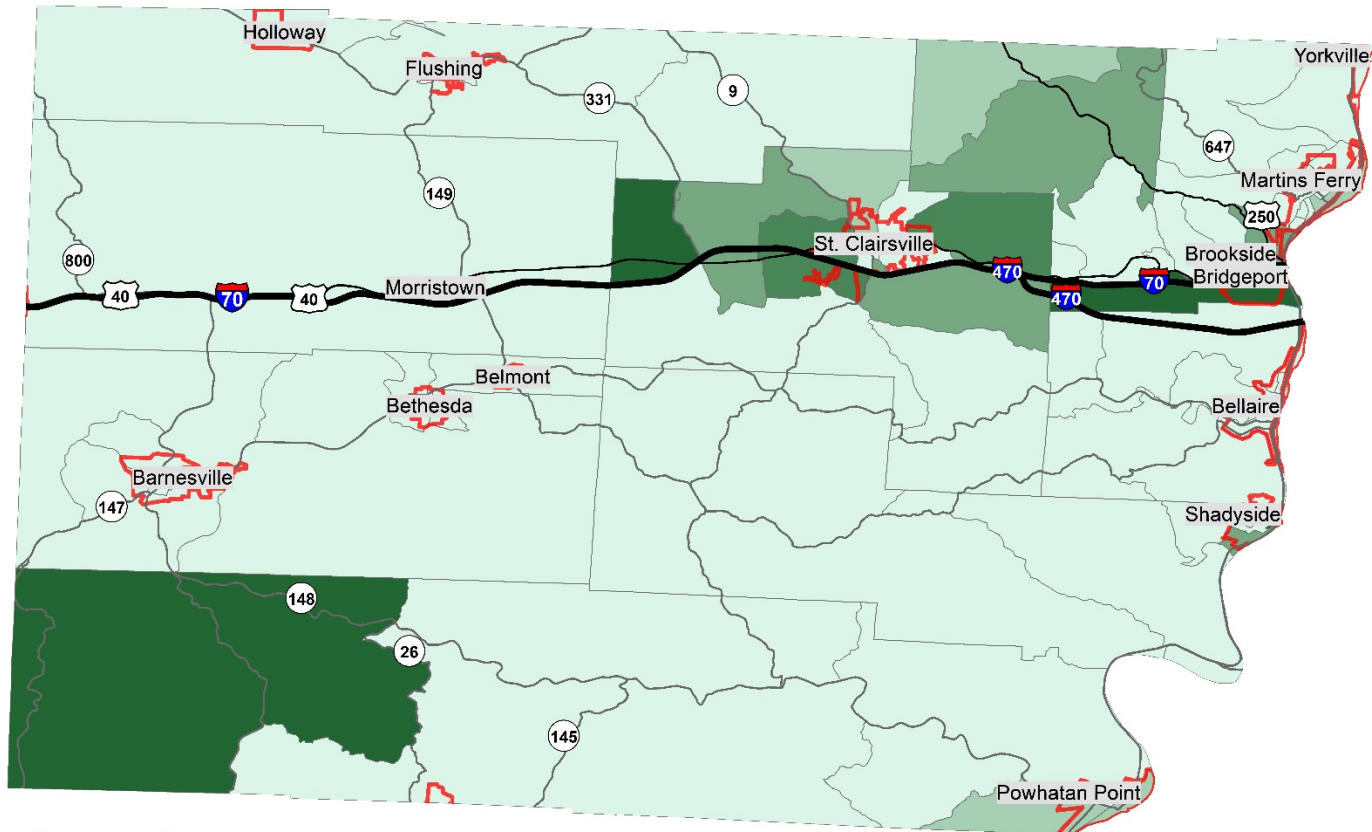 Holloway
Yorkville
Flushing
331
9
647
Martins Ferry
149
250
St. Clairsville
Brookside
Bridgeport
800
40
70
40
Morristown
470
470
70
Belmont
Bethesda
Bellaire
Barnesville
147
Shadyside
148
26
145
Powhatan Point